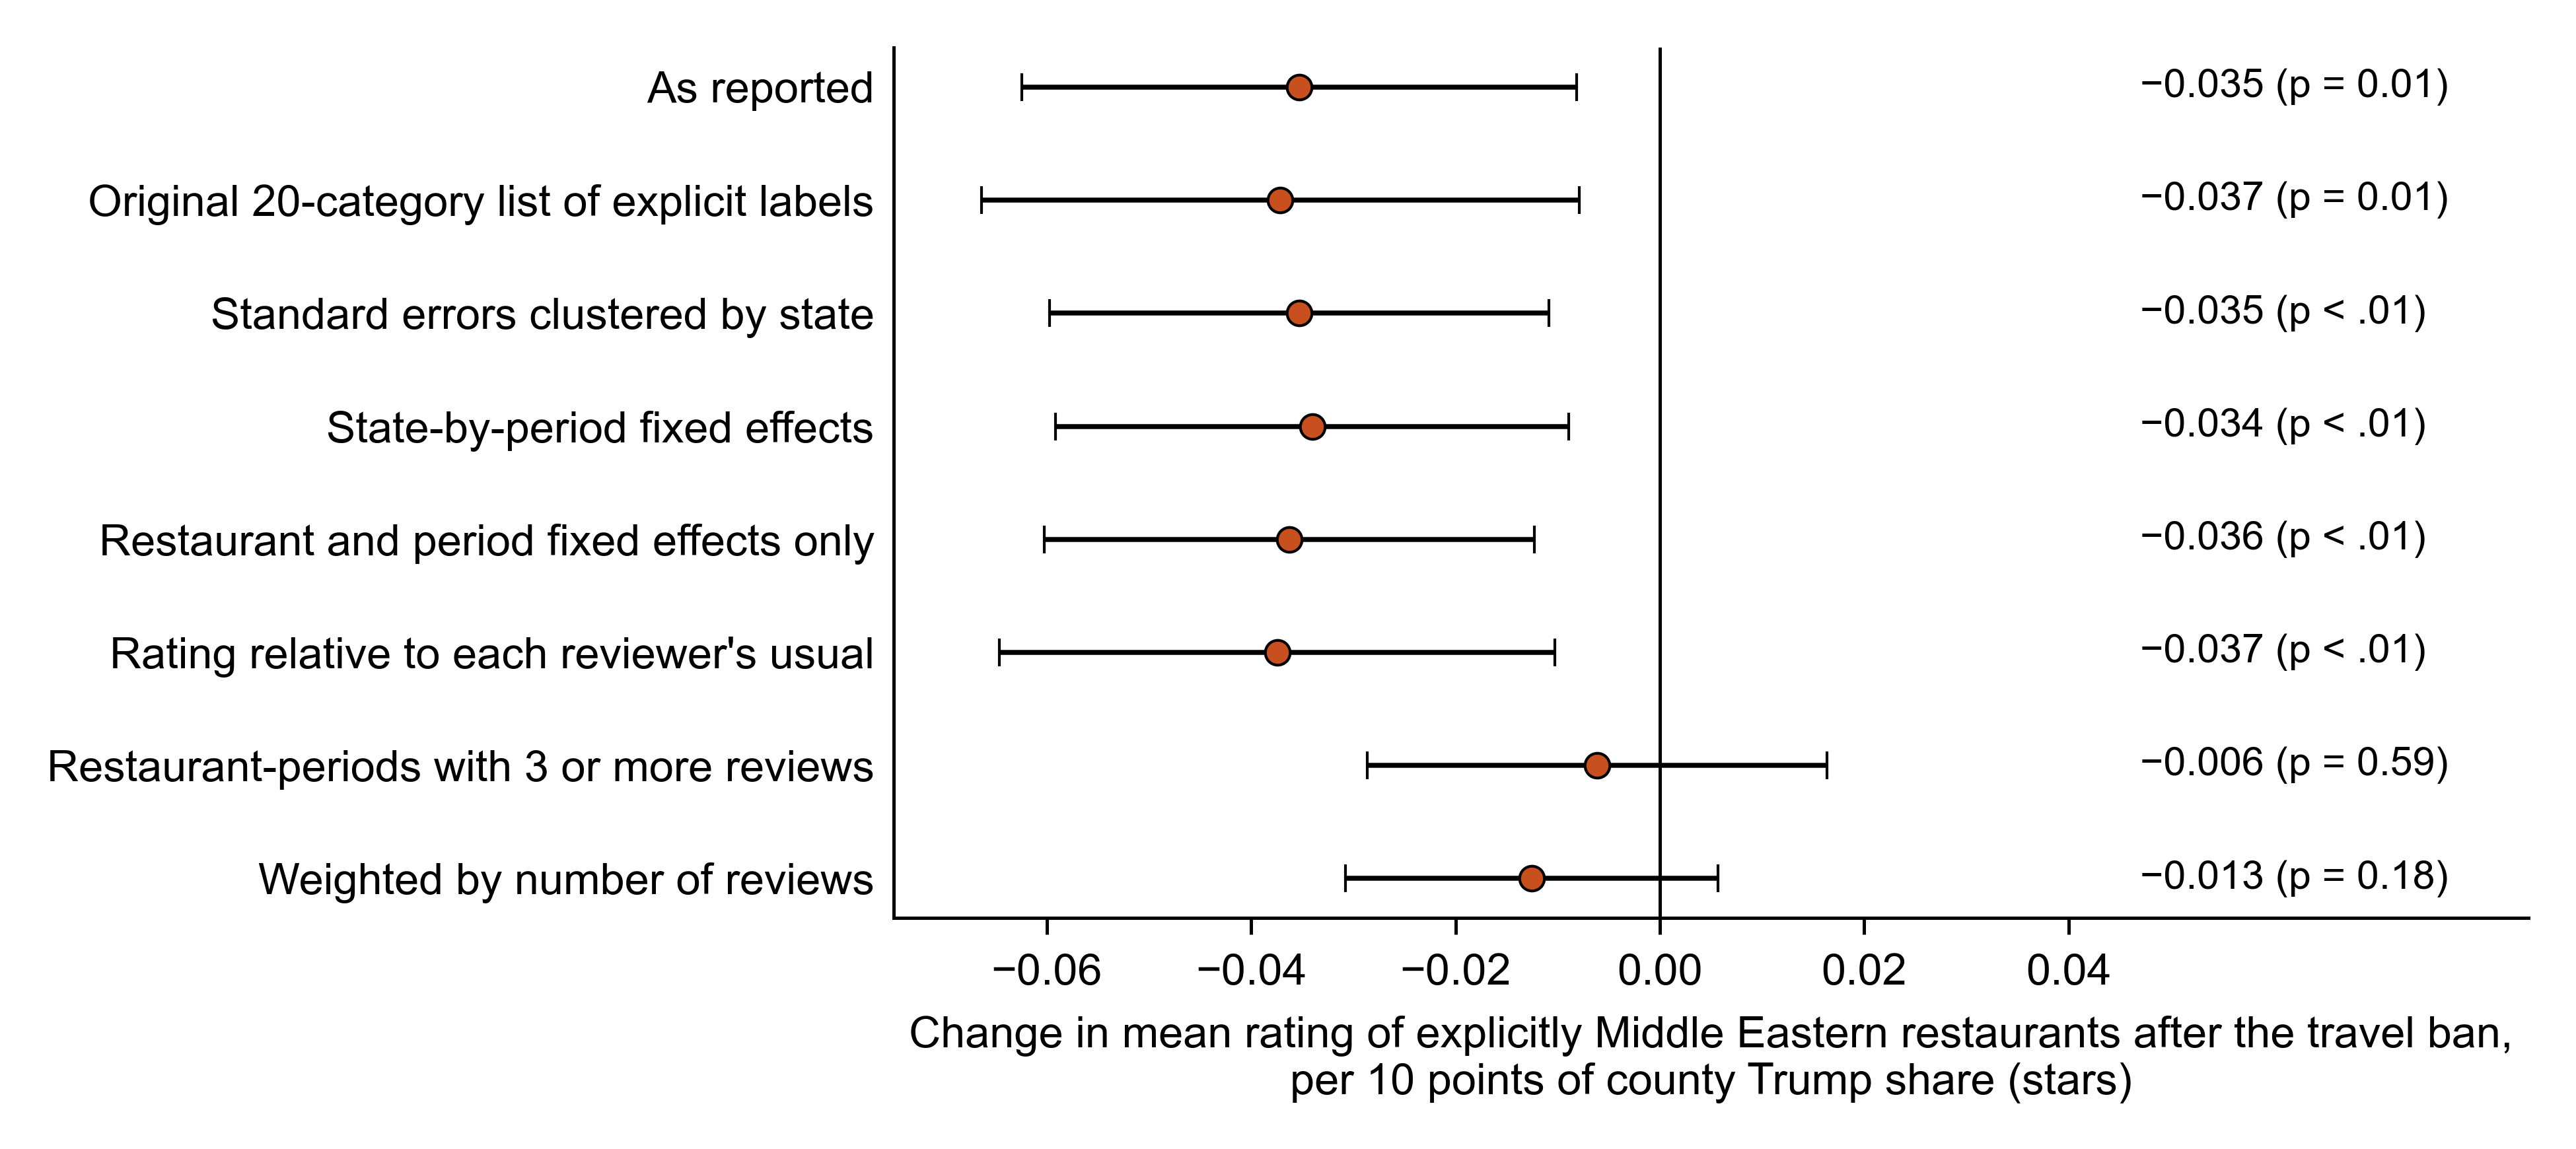 As reported −0.035 (p = 0.01)
Original 20-category list of explicit labels −0.037 (p = 0.01)
Standard errors clustered by state −0.035 (p < .01)
State-by-period fixed effects −0.034 (p < .01)
Restaurant and period fixed effects only −0.036 (p < .01)
Rating relative to each reviewer's usual −0.037 (p < .01)
Restaurant-periods with 3 or more reviews −0.006 (p = 0.59)
Weighted by number of reviews −0.013 (p = 0.18)
−0.06 −0.04 −0.02 0.00 0.02 0.04
Change in mean rating of explicitly Middle Eastern restaurants after the travel ban,
per 10 points of county Trump share (stars)